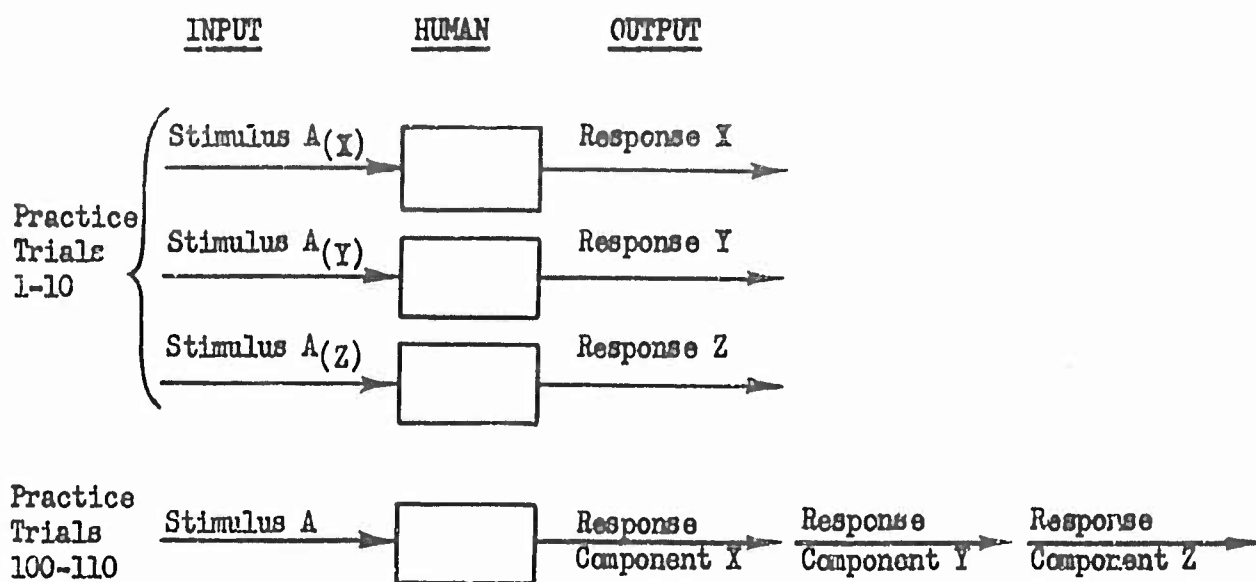 INPUT HUMAN OUTPUT
Stimulus A(X) Response X
Practice
Trials
1-10
Stimulus A(Y) Response Y
Stimulus A(Z) Response Z
Practice
Trials
100-110
Stimulus A
Response
Component X
Response
Component Y
Response
Component Z